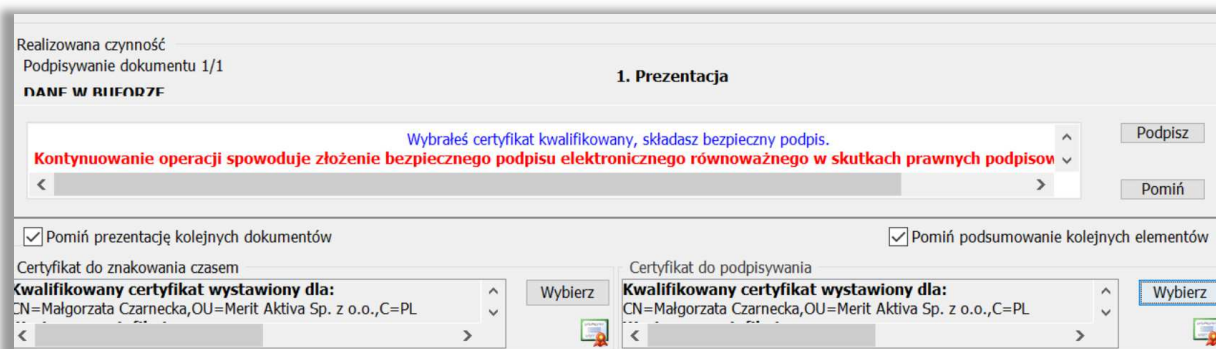 Realizowana czynność
Podpisywanie dokumentu 1/1
1. Prezentacja
DANE W BUFORZE
Wybrałeś certyfikat kwalifikowany, składasz bezpieczny podpis.
Podpisz
Kontynuowanie operacji spowoduje złożenie bezpiecznego podpisu elektronicznego równoważnego w skutkach prawnych podpisow
Pomiń
Pomiń prezentację kolejnych dokumentów
Pomiń podsumowanie kolejnych elementów
Certyfikat do znakowania czasem
Kwalifikowany certyfikat wystawiony dla:
CN=Małgorzata Czarnecka,OU=Merit Aktiva Sp. z o.o.,C=PL
Wybierz
Certyfikat do podpisywania
Kwalifikowany certyfikat wystawiony dla:
CN=Małgorzata Czarnecka,OU=Merit Aktiva Sp. z o.o.,C=PL
Wybierz